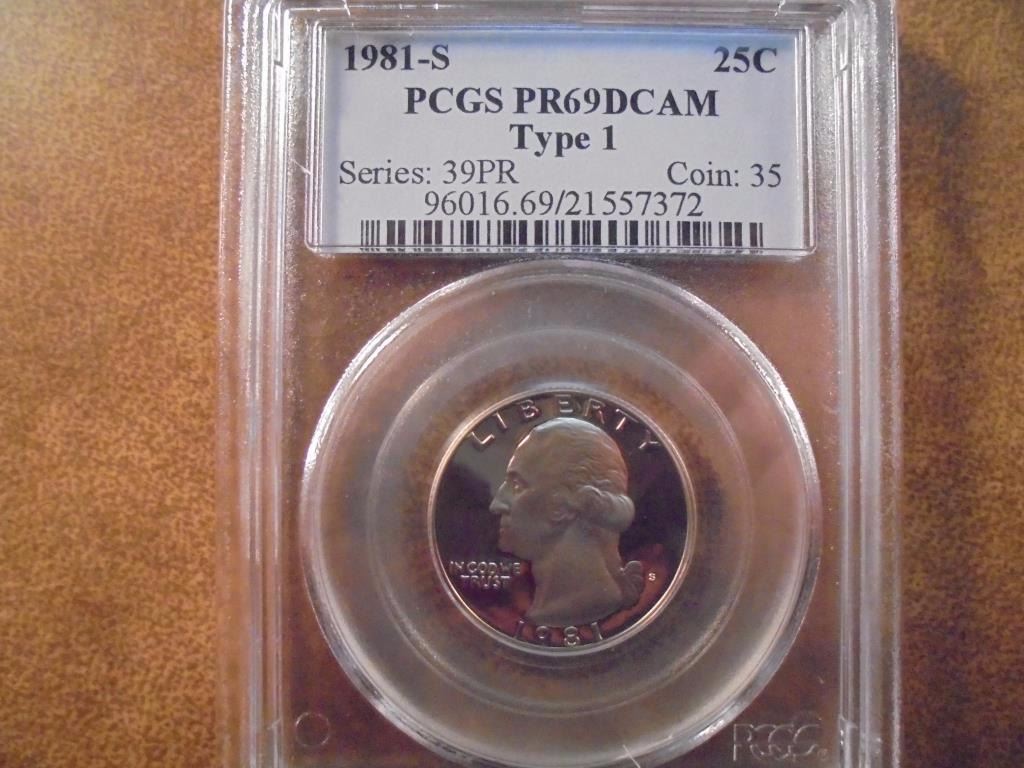 1981-S 25C
PCGS PR69DCAM
Type 1
Series: 39PR Coin: 35
96016.69/21557372
LIBERTY
IN GOD WE
TRUST
S
1981
PCGS